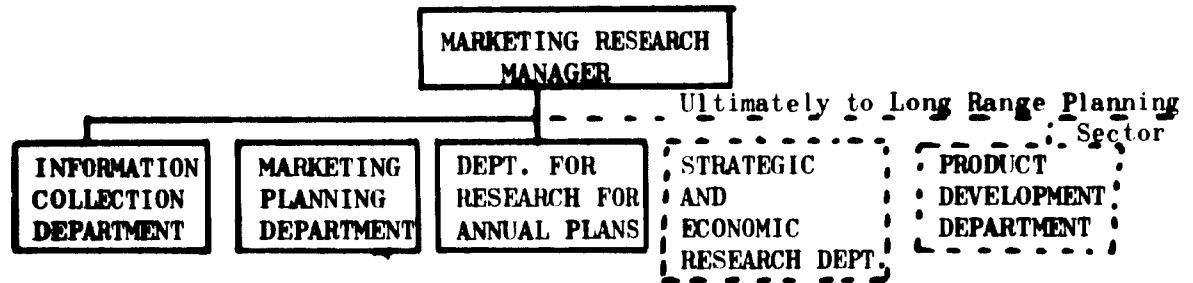 MARKETING RESEARCH
MANAGER
Ultimately to Long Range Planning
Sector
INFORMATION
COLLECTION
DEPARTMENT
MARKETING
PLANNING
DEPARTMENT
DEPT. FOR
RESEARCH FOR
ANNUAL PLANS
STRATEGIC
AND
ECONOMIC
RESEARCH DEPT.
PRODUCT
DEVELOPMENT
DEPARTMENT